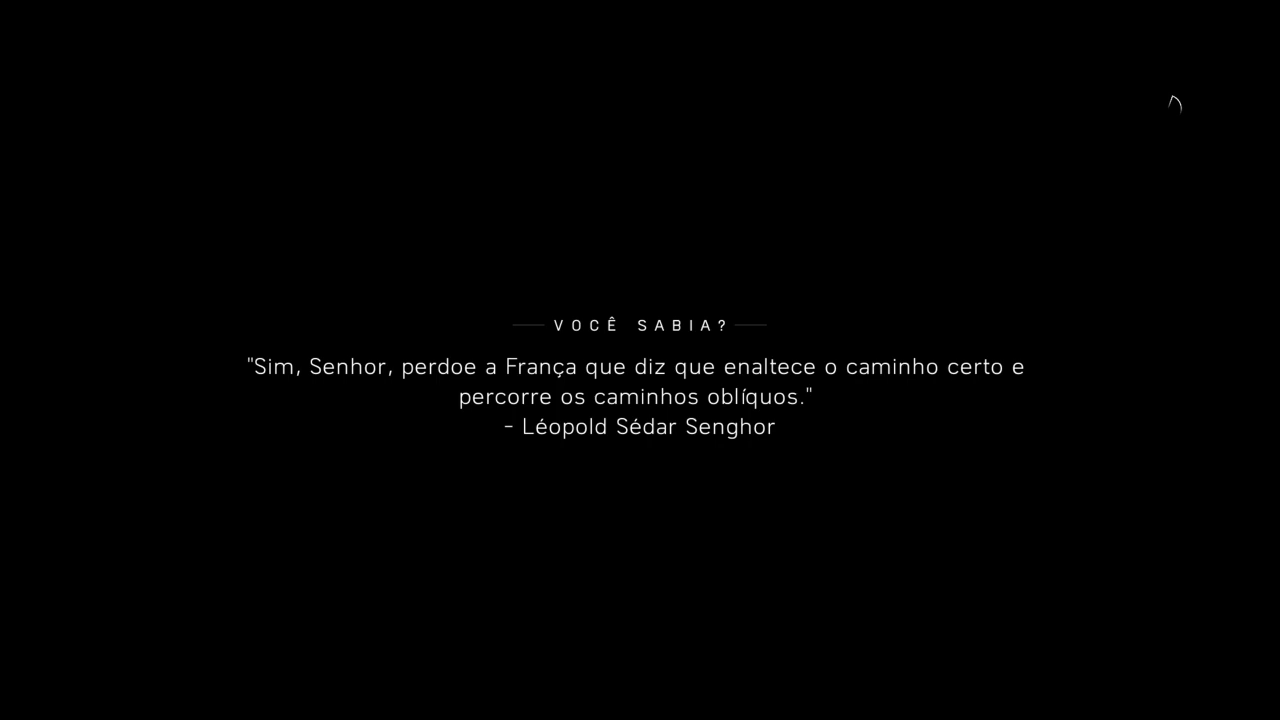 VOCÊ SABIA?
"Sim, Senhor, perdoe a França que diz que enaltece o caminho certo e
percorre os caminhos oblíquos."
- Léopold Sédar Senghor